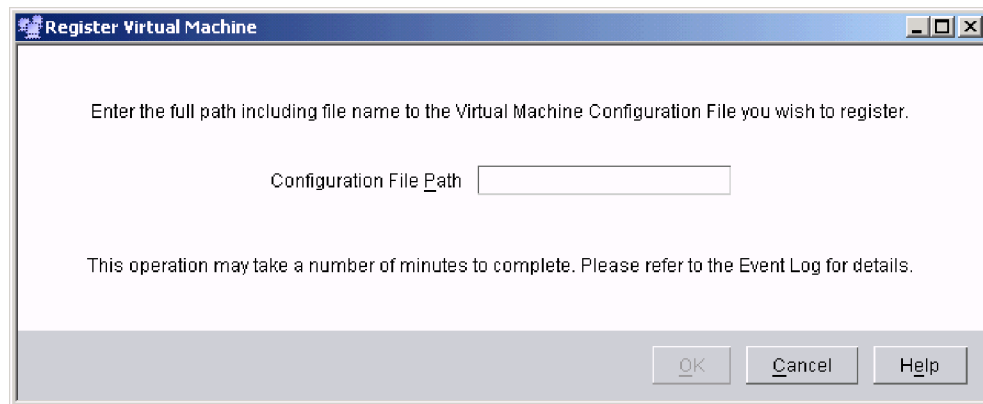 Register Virtual Machine
Enter the full path including file name to the Virtual Machine Configuration File you wish to register.
Configuration File Path
This operation may take a number of minutes to complete. Please refer to the Event Log for details.
OK Cancel Help